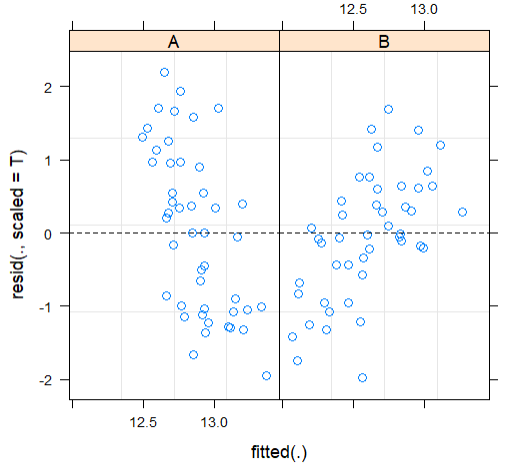 12.5 13.0
A B
2
1
0
-1
-2
resid(., scaled = T)
12.5 13.0
fitted(.)